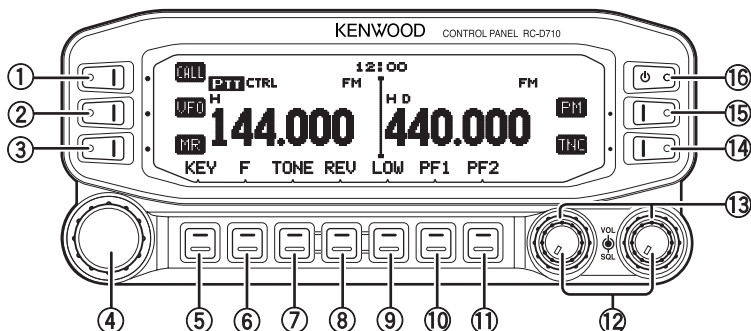 KENWOOD CONTROL PANEL RC-D710
① CALL 12:00 ⑯
PTT CTRL FM FM
② VFO H 144.000 H D 440.000 PM ⑮
③ MR TNC ⑭
KEY F TONE REV LOW PF1 PF2
⑬
VOL
SQL
④ ⑤ ⑥ ⑦ ⑧ ⑨ ⑩ ⑪ ⑫